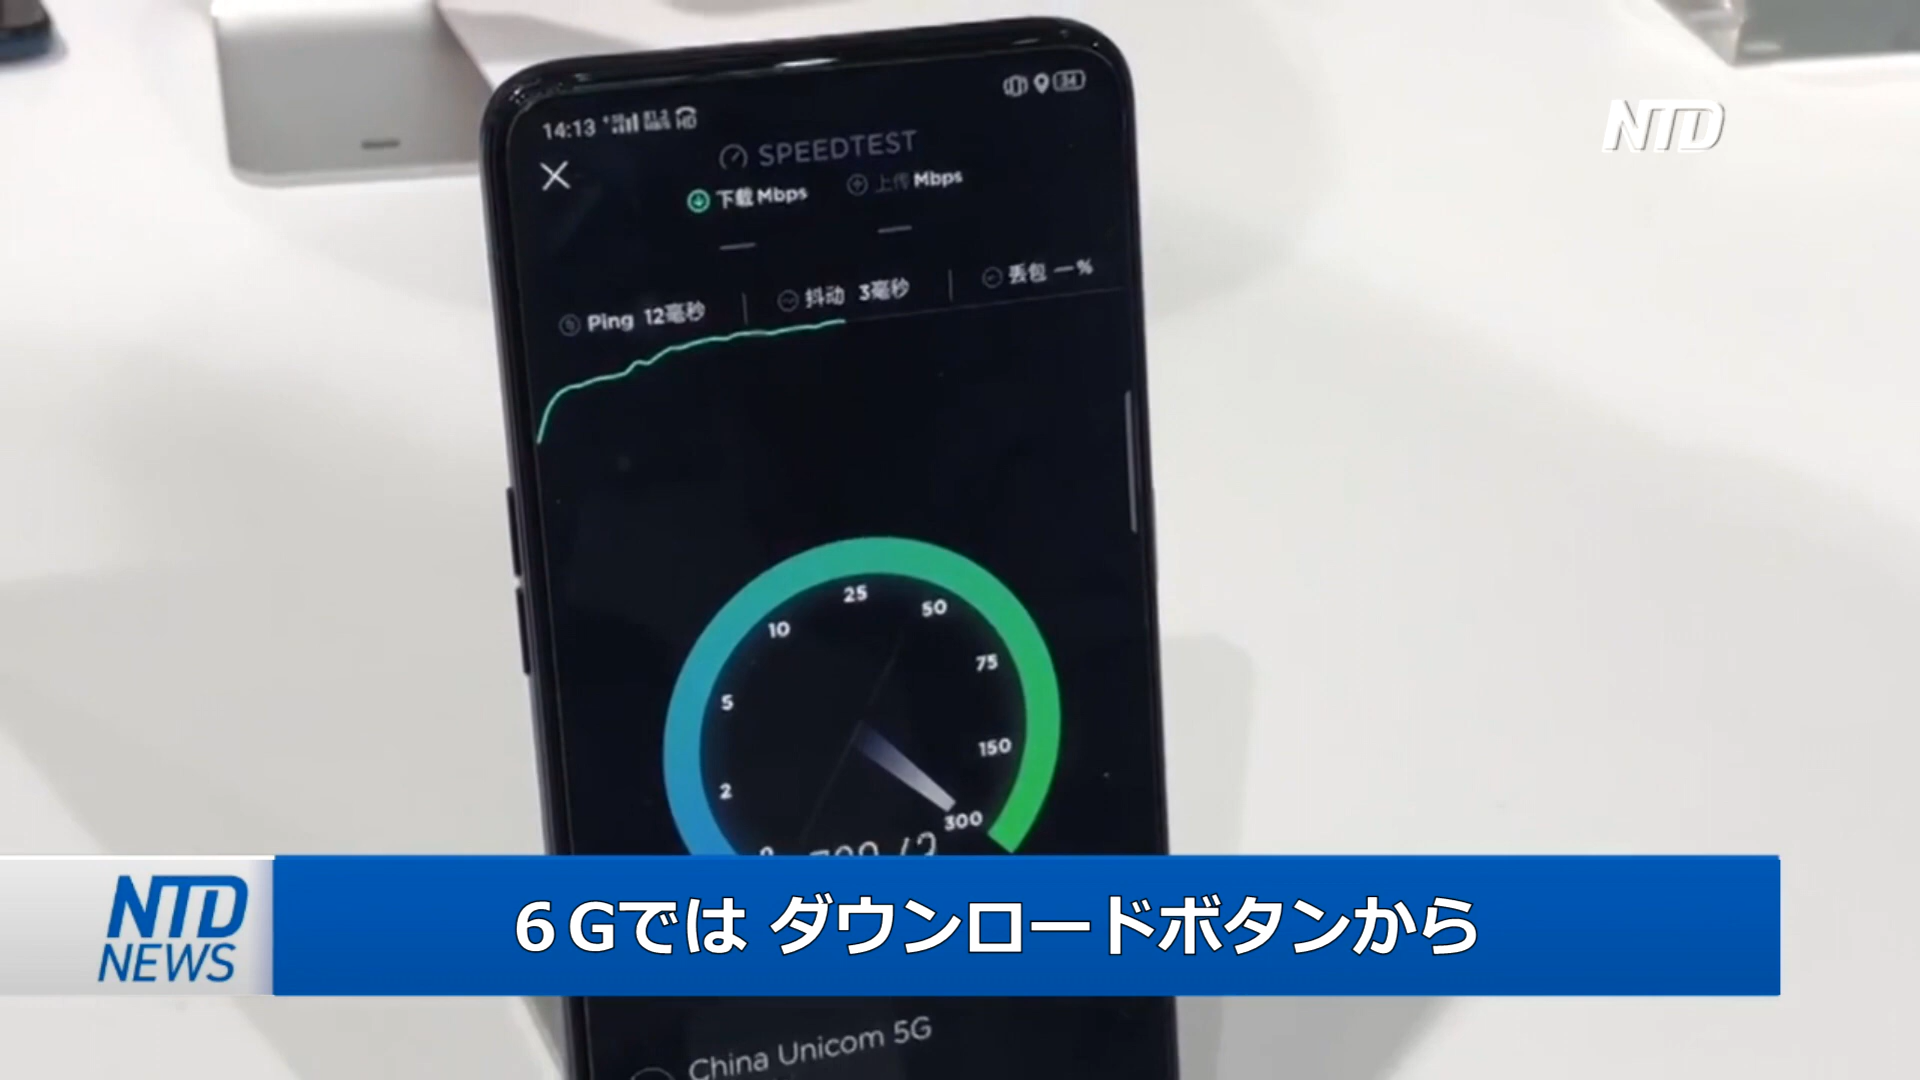 14:13
HD
NTD
SPEEDTEST
下载 Mbps
上传 Mbps
Ping 12毫秒
抖动 3毫秒
丢包 —%
25
10
50
75
5
150
2
300
0
NTD
NEWS
６Gでは ダウンロードボタンから
China Unicom 5G